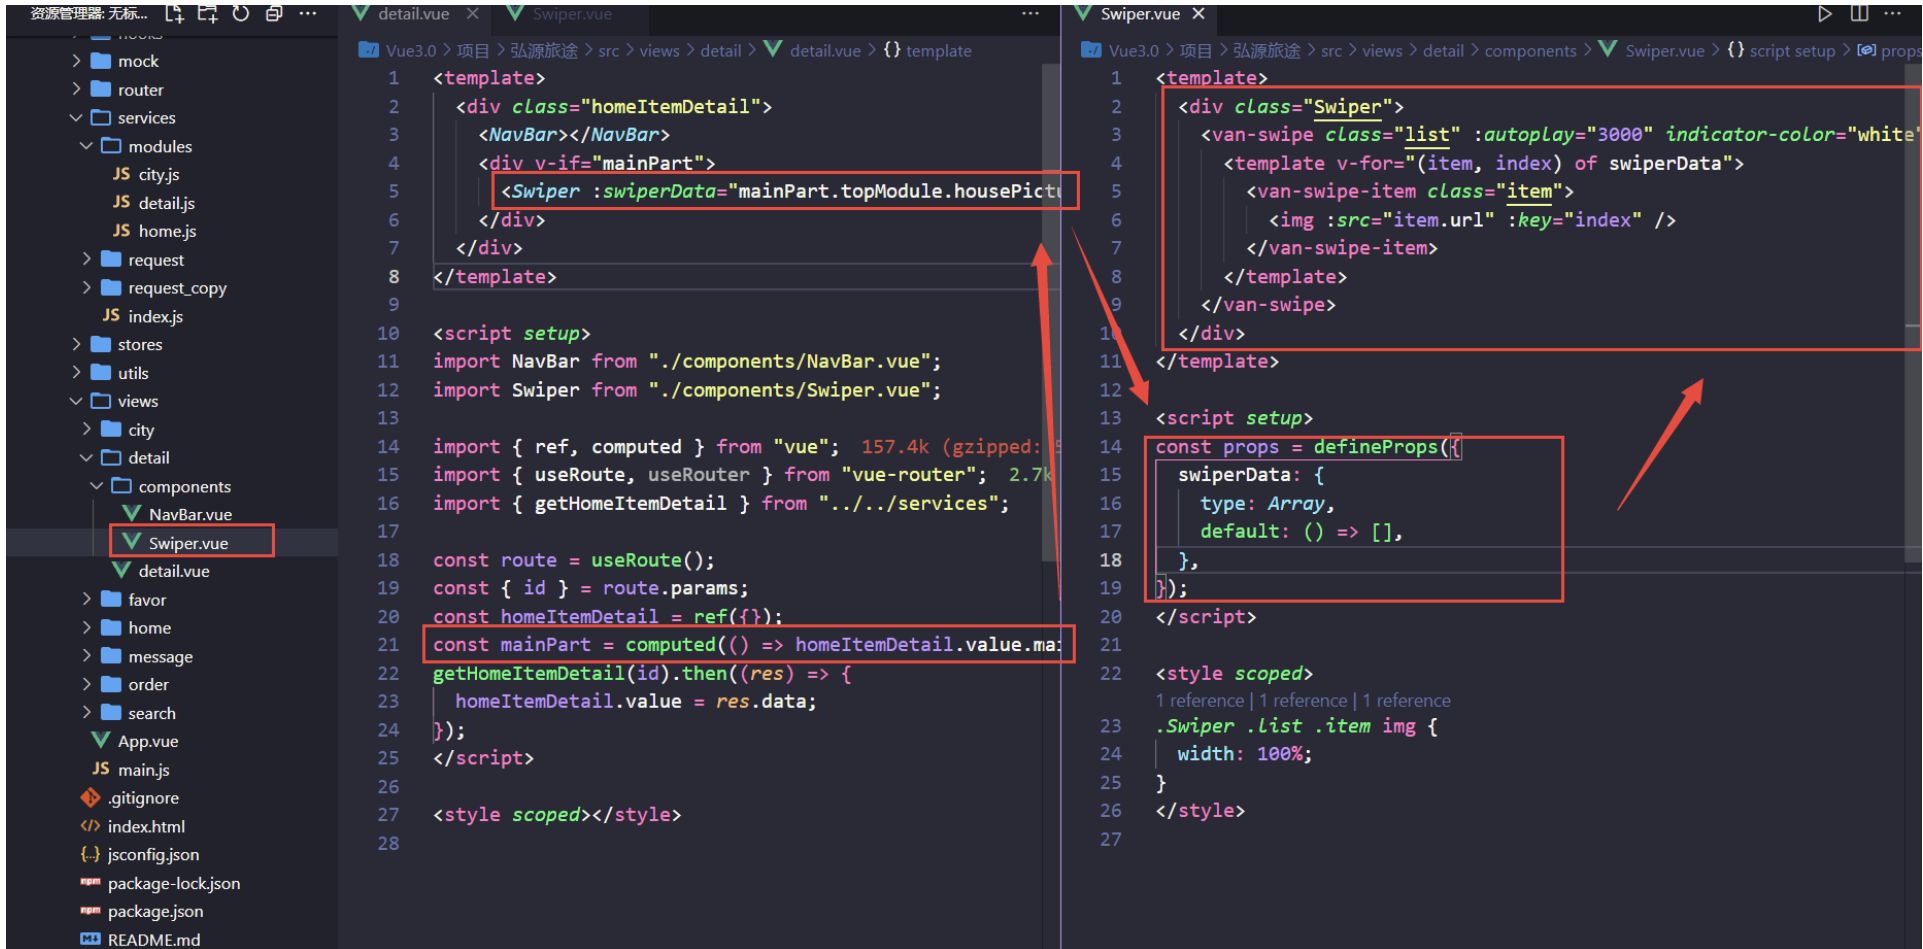 资源管理器: 无标...
mock
router
services
modules
JS city.js
JS detail.js
JS home.js
request
request_copy
JS index.js
stores
utils
views
city
detail
components
NavBar.vue
Swiper.vue
detail.vue
favor
home
message
order
search
App.vue
JS main.js
.gitignore
index.html
jsconfig.json
package-lock.json
package.json
README.md
detail.vue
Swiper.vue
Vue3.0 > 项目 > 弘源旅途 > src > views > detail > detail.vue > {} template
1 <template>
2 <div class="homeItemDetail">
3 <NavBar></NavBar>
4 <div v-if="mainPart">
5 <Swiper :swiperData="mainPart.topModule.housePictu
6 </div>
7 </div>
8 </template>
9
10 <script setup>
11 import NavBar from "./components/NavBar.vue";
12 import Swiper from "./components/Swiper.vue";
13
14 import { ref, computed } from "vue"; 157.4k (gzipped:
15 import { useRoute, useRouter } from "vue-router"; 2.7k
16 import { getHomeItemDetail } from "../../services";
17
18 const route = useRoute();
19 const { id } = route.params;
20 const homeItemDetail = ref({});
21 const mainPart = computed(() => homeItemDetail.value.mai
22 getHomeItemDetail(id).then((res) => {
23 homeItemDetail.value = res.data;
24 });
25 </script>
26
27 <style scoped></style>
28
Swiper.vue
Vue3.0 > 项目 > 弘源旅途 > src > views > detail > components > Swiper.vue > {} script setup > props
1 <template>
2 <div class="Swiper">
3 <van-swipe class="list" :autoplay="3000" indicator-color="white"
4 <template v-for="(item, index) of swiperData">
5 <van-swipe-item class="item">
6 <img :src="item.url" :key="index" />
7 </van-swipe-item>
8 </template>
9 </van-swipe>
10 </div>
11 </template>
12
13 <script setup>
14 const props = defineProps({
15 swiperData: {
16 type: Array,
17 default: () => [],
18 },
19 });
20 </script>
21
22 <style scoped>
1 reference | 1 reference | 1 reference
23 .Swiper .list .item img {
24 width: 100%;
25 }
26 </style>
27